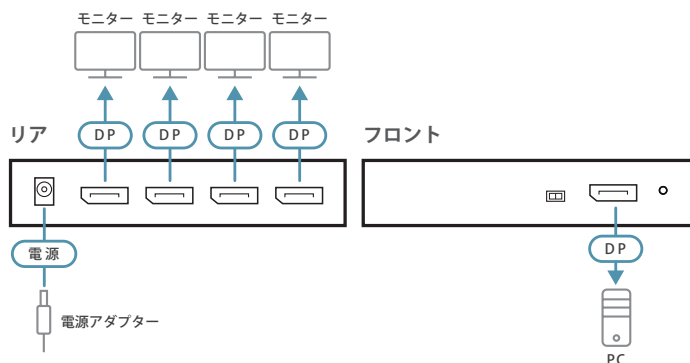 モニター モニター モニター モニター
リア
DP DP DP DP
フロント
電源
DP
電源アダプター
PC